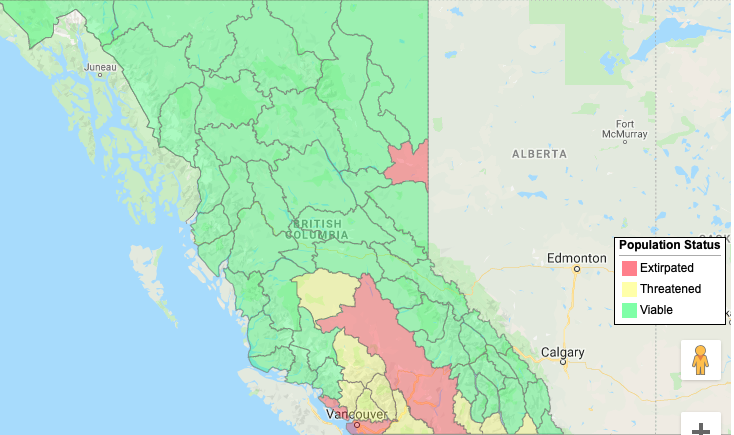 Juneau
Fort
McMurray
ALBERTA
BRITISH
COLUMBIA
Edmonton
Population Status
Extirpated
Threatened
Viable
Calgary
Vancouver